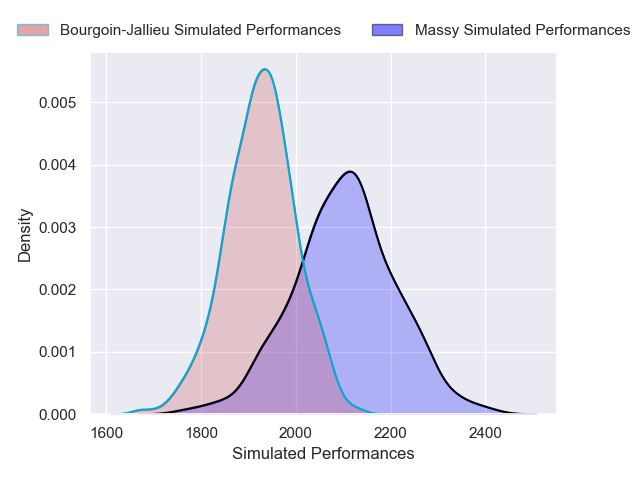 Bourgoin-Jallieu Simulated Performances Massy Simulated Performances
0.005
0.004
0.003
0.002
0.001
0.000
1600 1800 2000 2200 2400
Density
Simulated Performances